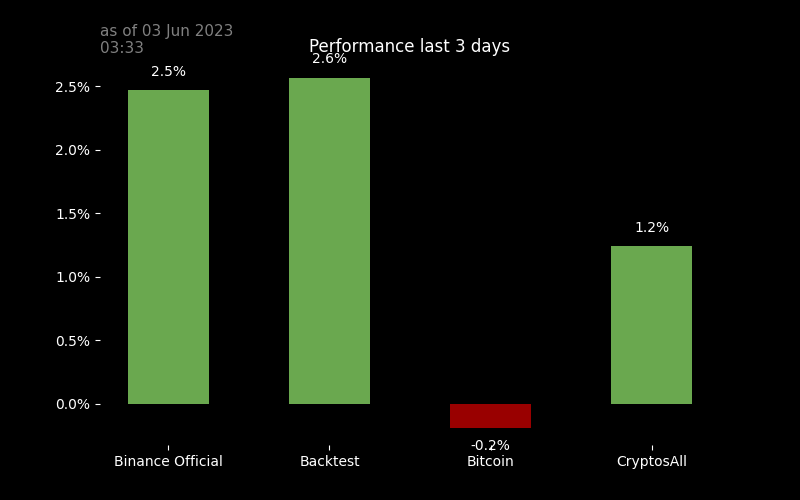 as of 03 Jun 2023
03:33
Performance last 3 days
2.5%
2.6%
-0.2%
1.2%
2.5%
2.0%
1.5%
1.0%
0.5%
0.0%
Binance Official
Backtest
Bitcoin
CryptosAll